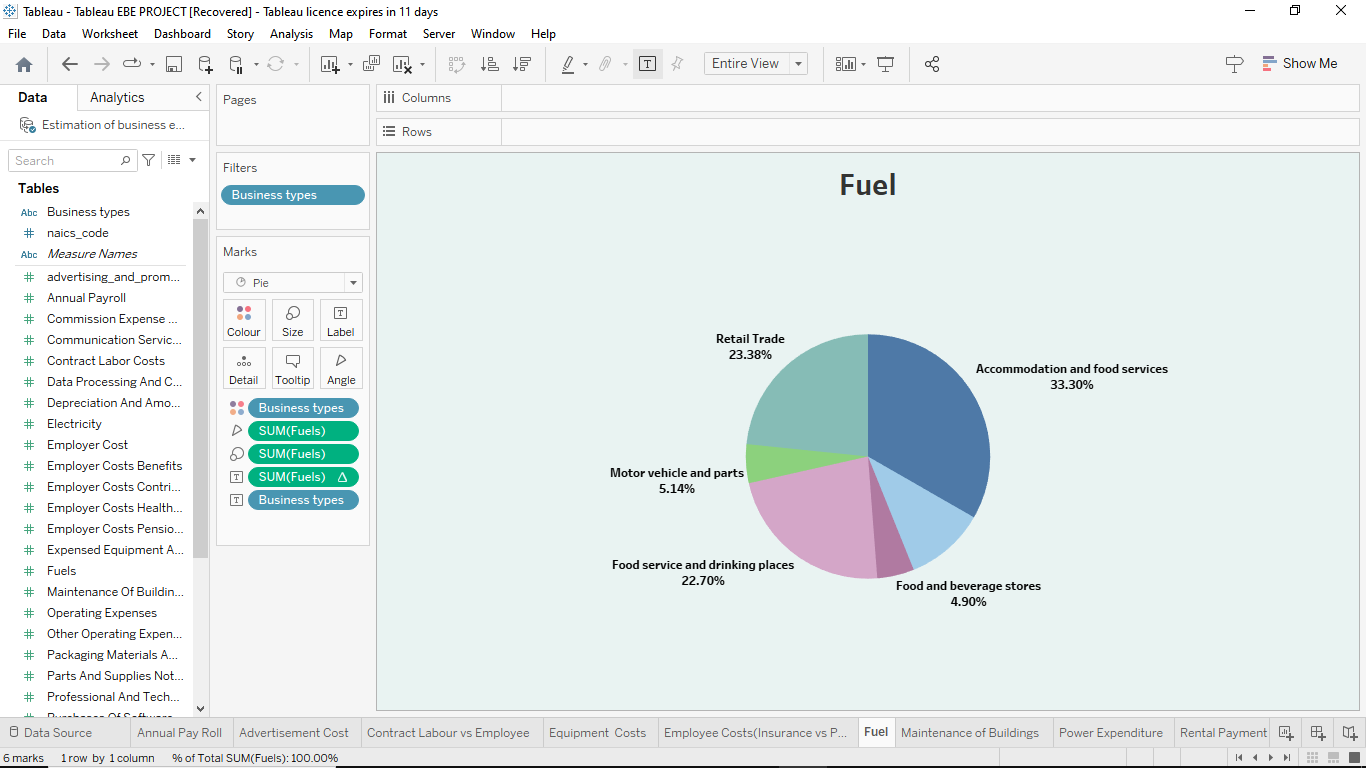 Tableau - Tableau EBE PROJECT [Recovered] - Tableau licence expires in 11 days
File Data Worksheet Dashboard Story Analysis Map Format Server Window Help
Entire View
Show Me
Data Analytics
Estimation of business e...
Search
Tables
Abc Business types
# naics_code
Abc Measure Names
# advertising_and_prom...
# Annual Payroll
# Commission Expense ...
# Communication Servic...
# Contract Labor Costs
# Data Processing And C...
# Depreciation And Amo...
# Electricity
# Employer Cost
# Employer Costs Benefits
# Employer Costs Contri...
# Employer Costs Health...
# Employer Costs Pensio...
# Expensed Equipment A...
# Fuels
# Maintenance Of Buildin...
# Operating Expenses
# Other Operating Expen...
# Packaging Materials A...
# Parts And Supplies Not...
# Professional And Tech...
Pages
Filters
Business types
Marks
Pie
Colour Size Label
Detail Tooltip Angle
Business types
SUM(Fuels)
SUM(Fuels)
SUM(Fuels) Δ
Business types
Columns
Rows
Fuel
Retail Trade
23.38%
Accommodation and food services
33.30%
Motor vehicle and parts
5.14%
Food service and drinking places
22.70%
Food and beverage stores
4.90%
Data Source Annual Pay Roll Advertisement Cost Contract Labour vs Employee Equipment Costs Employee Costs(Insurance vs P... Fuel Maintenance of Buildings Power Expenditure Rental Payment
6 marks 1 row by 1 column % of Total SUM(Fuels): 100.00%